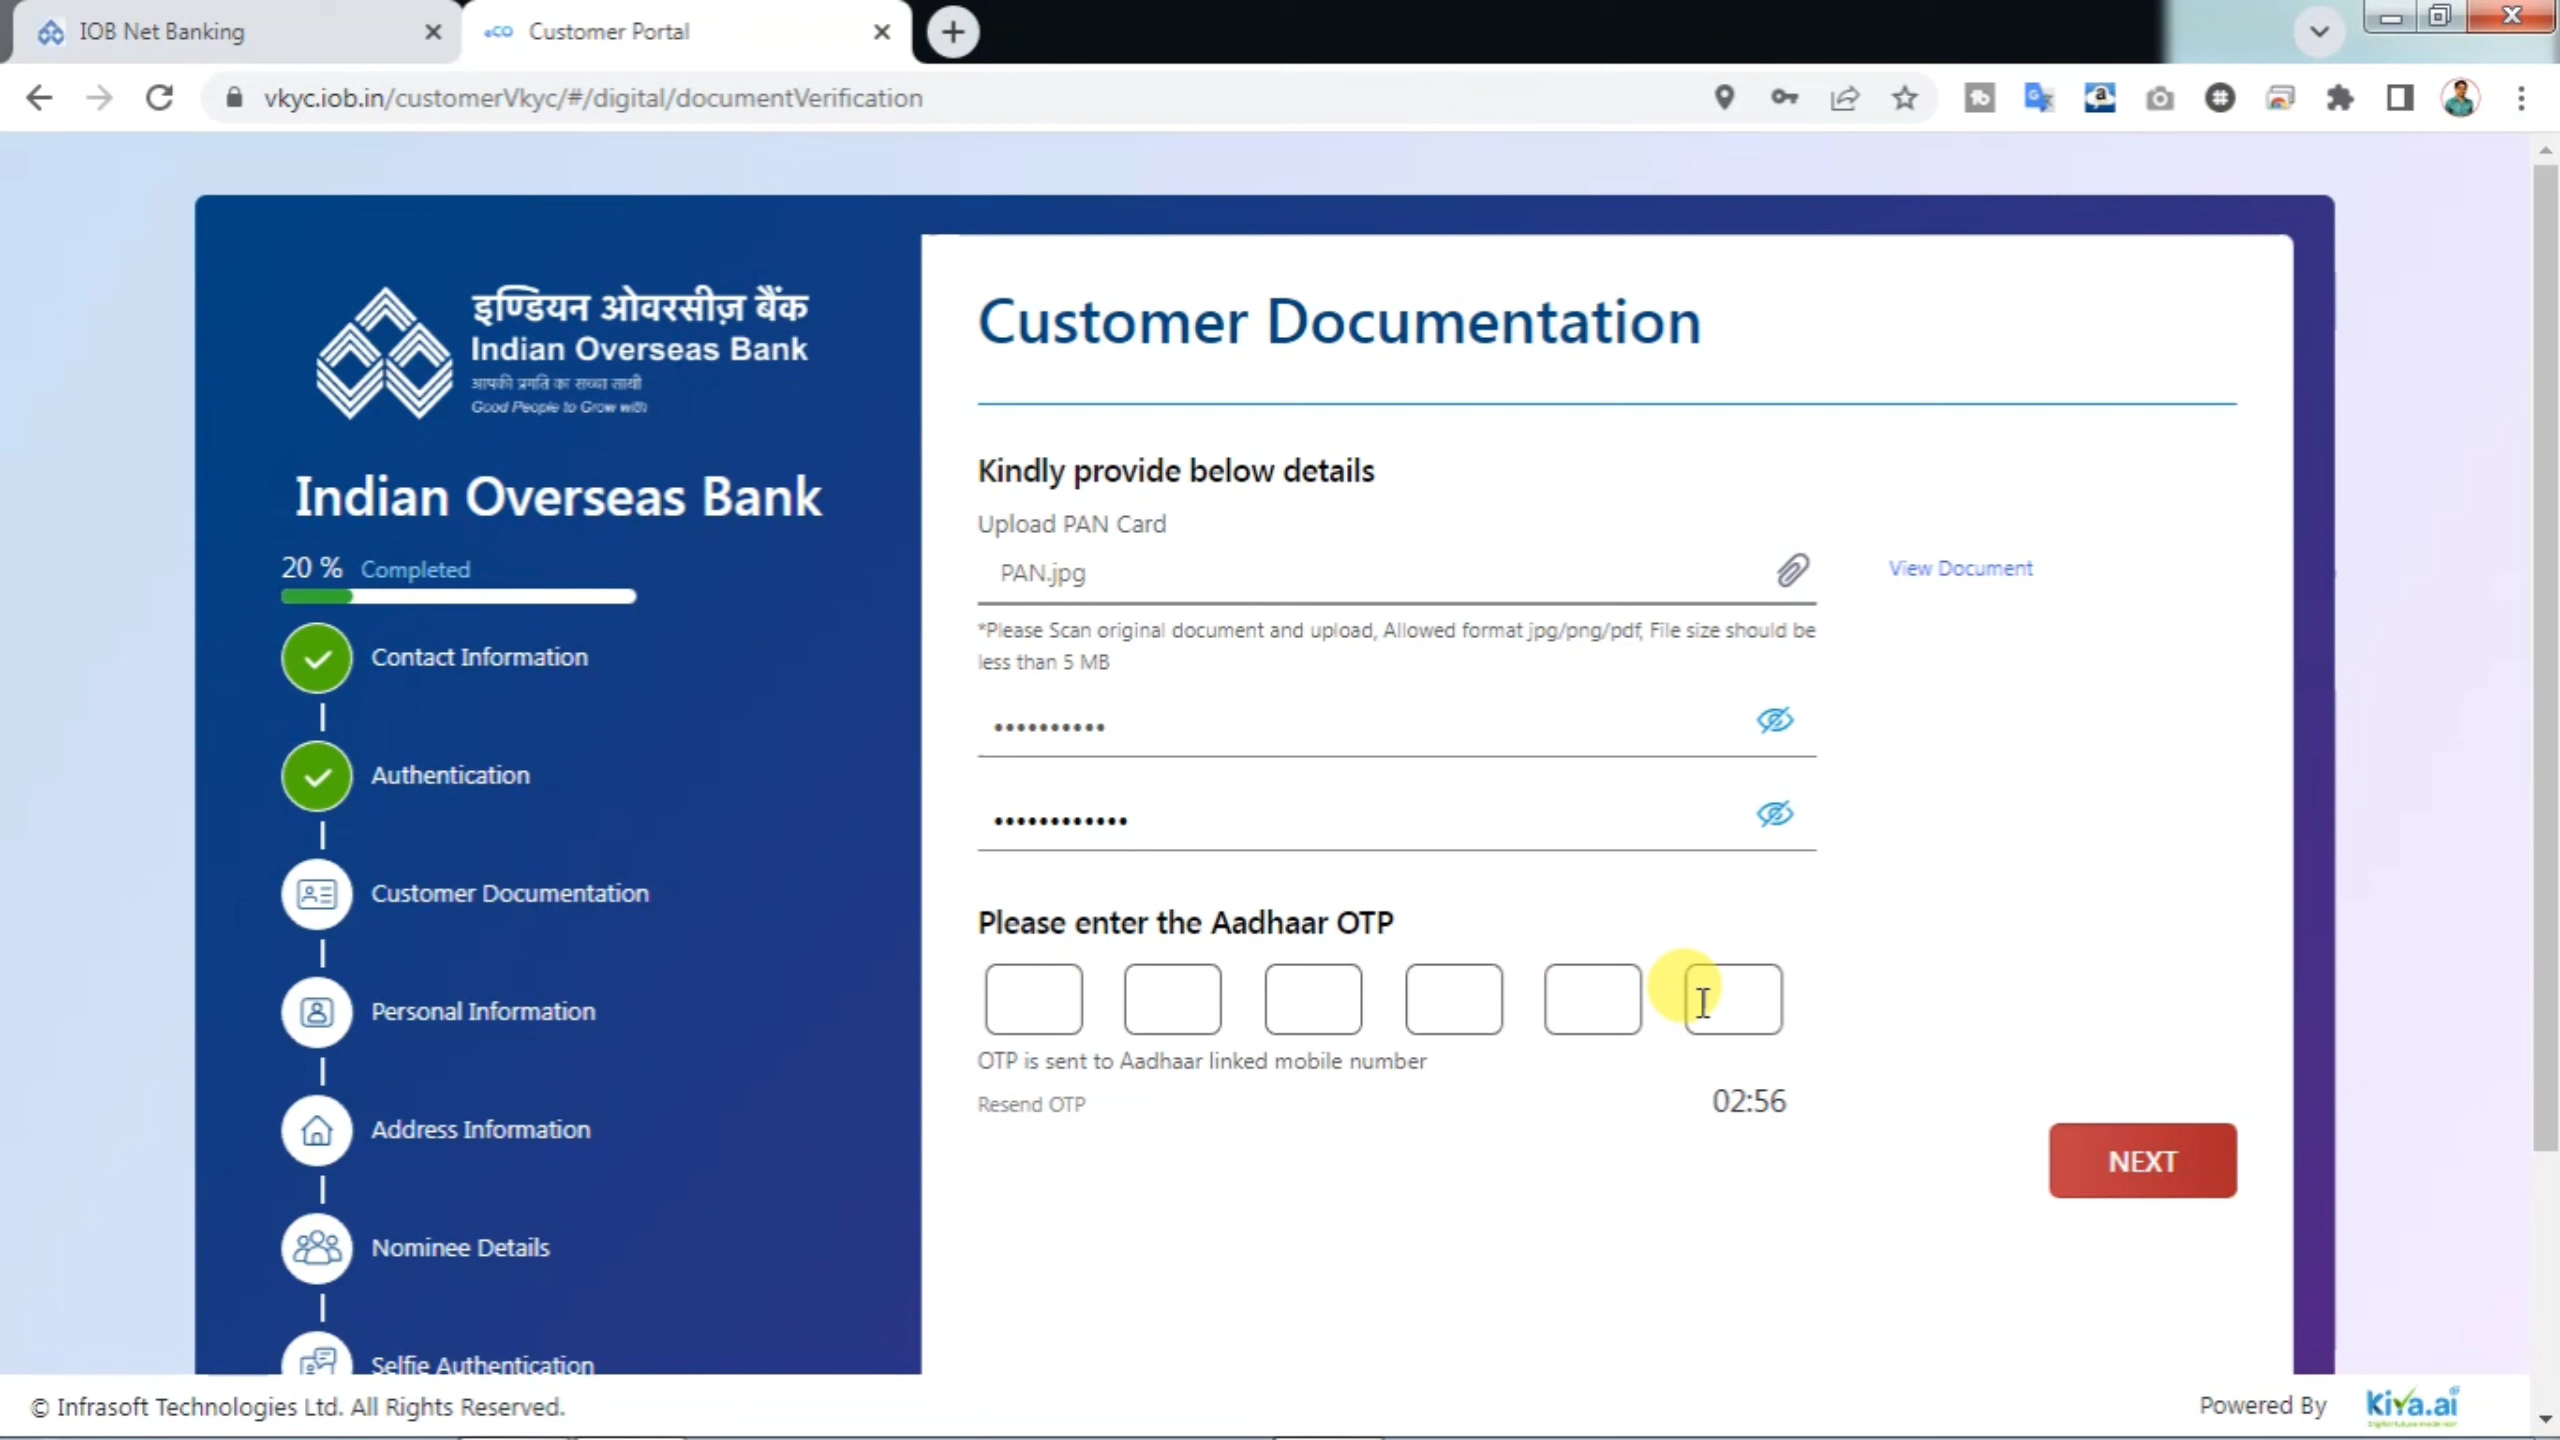 IOB Net Banking
Customer Portal
vkyc.iob.in/customerVkyc/#/digital/documentVerification
इण्डियन ओवरसीज़ बैंक
Indian Overseas Bank
आपकी प्रगति का सच्चा साथी
Good People to Grow with
Indian Overseas Bank
20 % Completed
Contact Information
Authentication
Customer Documentation
Personal Information
Address Information
Nominee Details
Selfie Authentication
Customer Documentation
Kindly provide below details
Upload PAN Card
PAN.jpg
View Document
*Please Scan original document and upload, Allowed format jpg/png/pdf, File size should be
less than 5 MB
••••••••••
••••••••••••
Please enter the Aadhaar OTP
OTP is sent to Aadhaar linked mobile number
Resend OTP
02:56
NEXT
© Infrasoft Technologies Ltd. All Rights Reserved.
Powered By
Kiya.ai